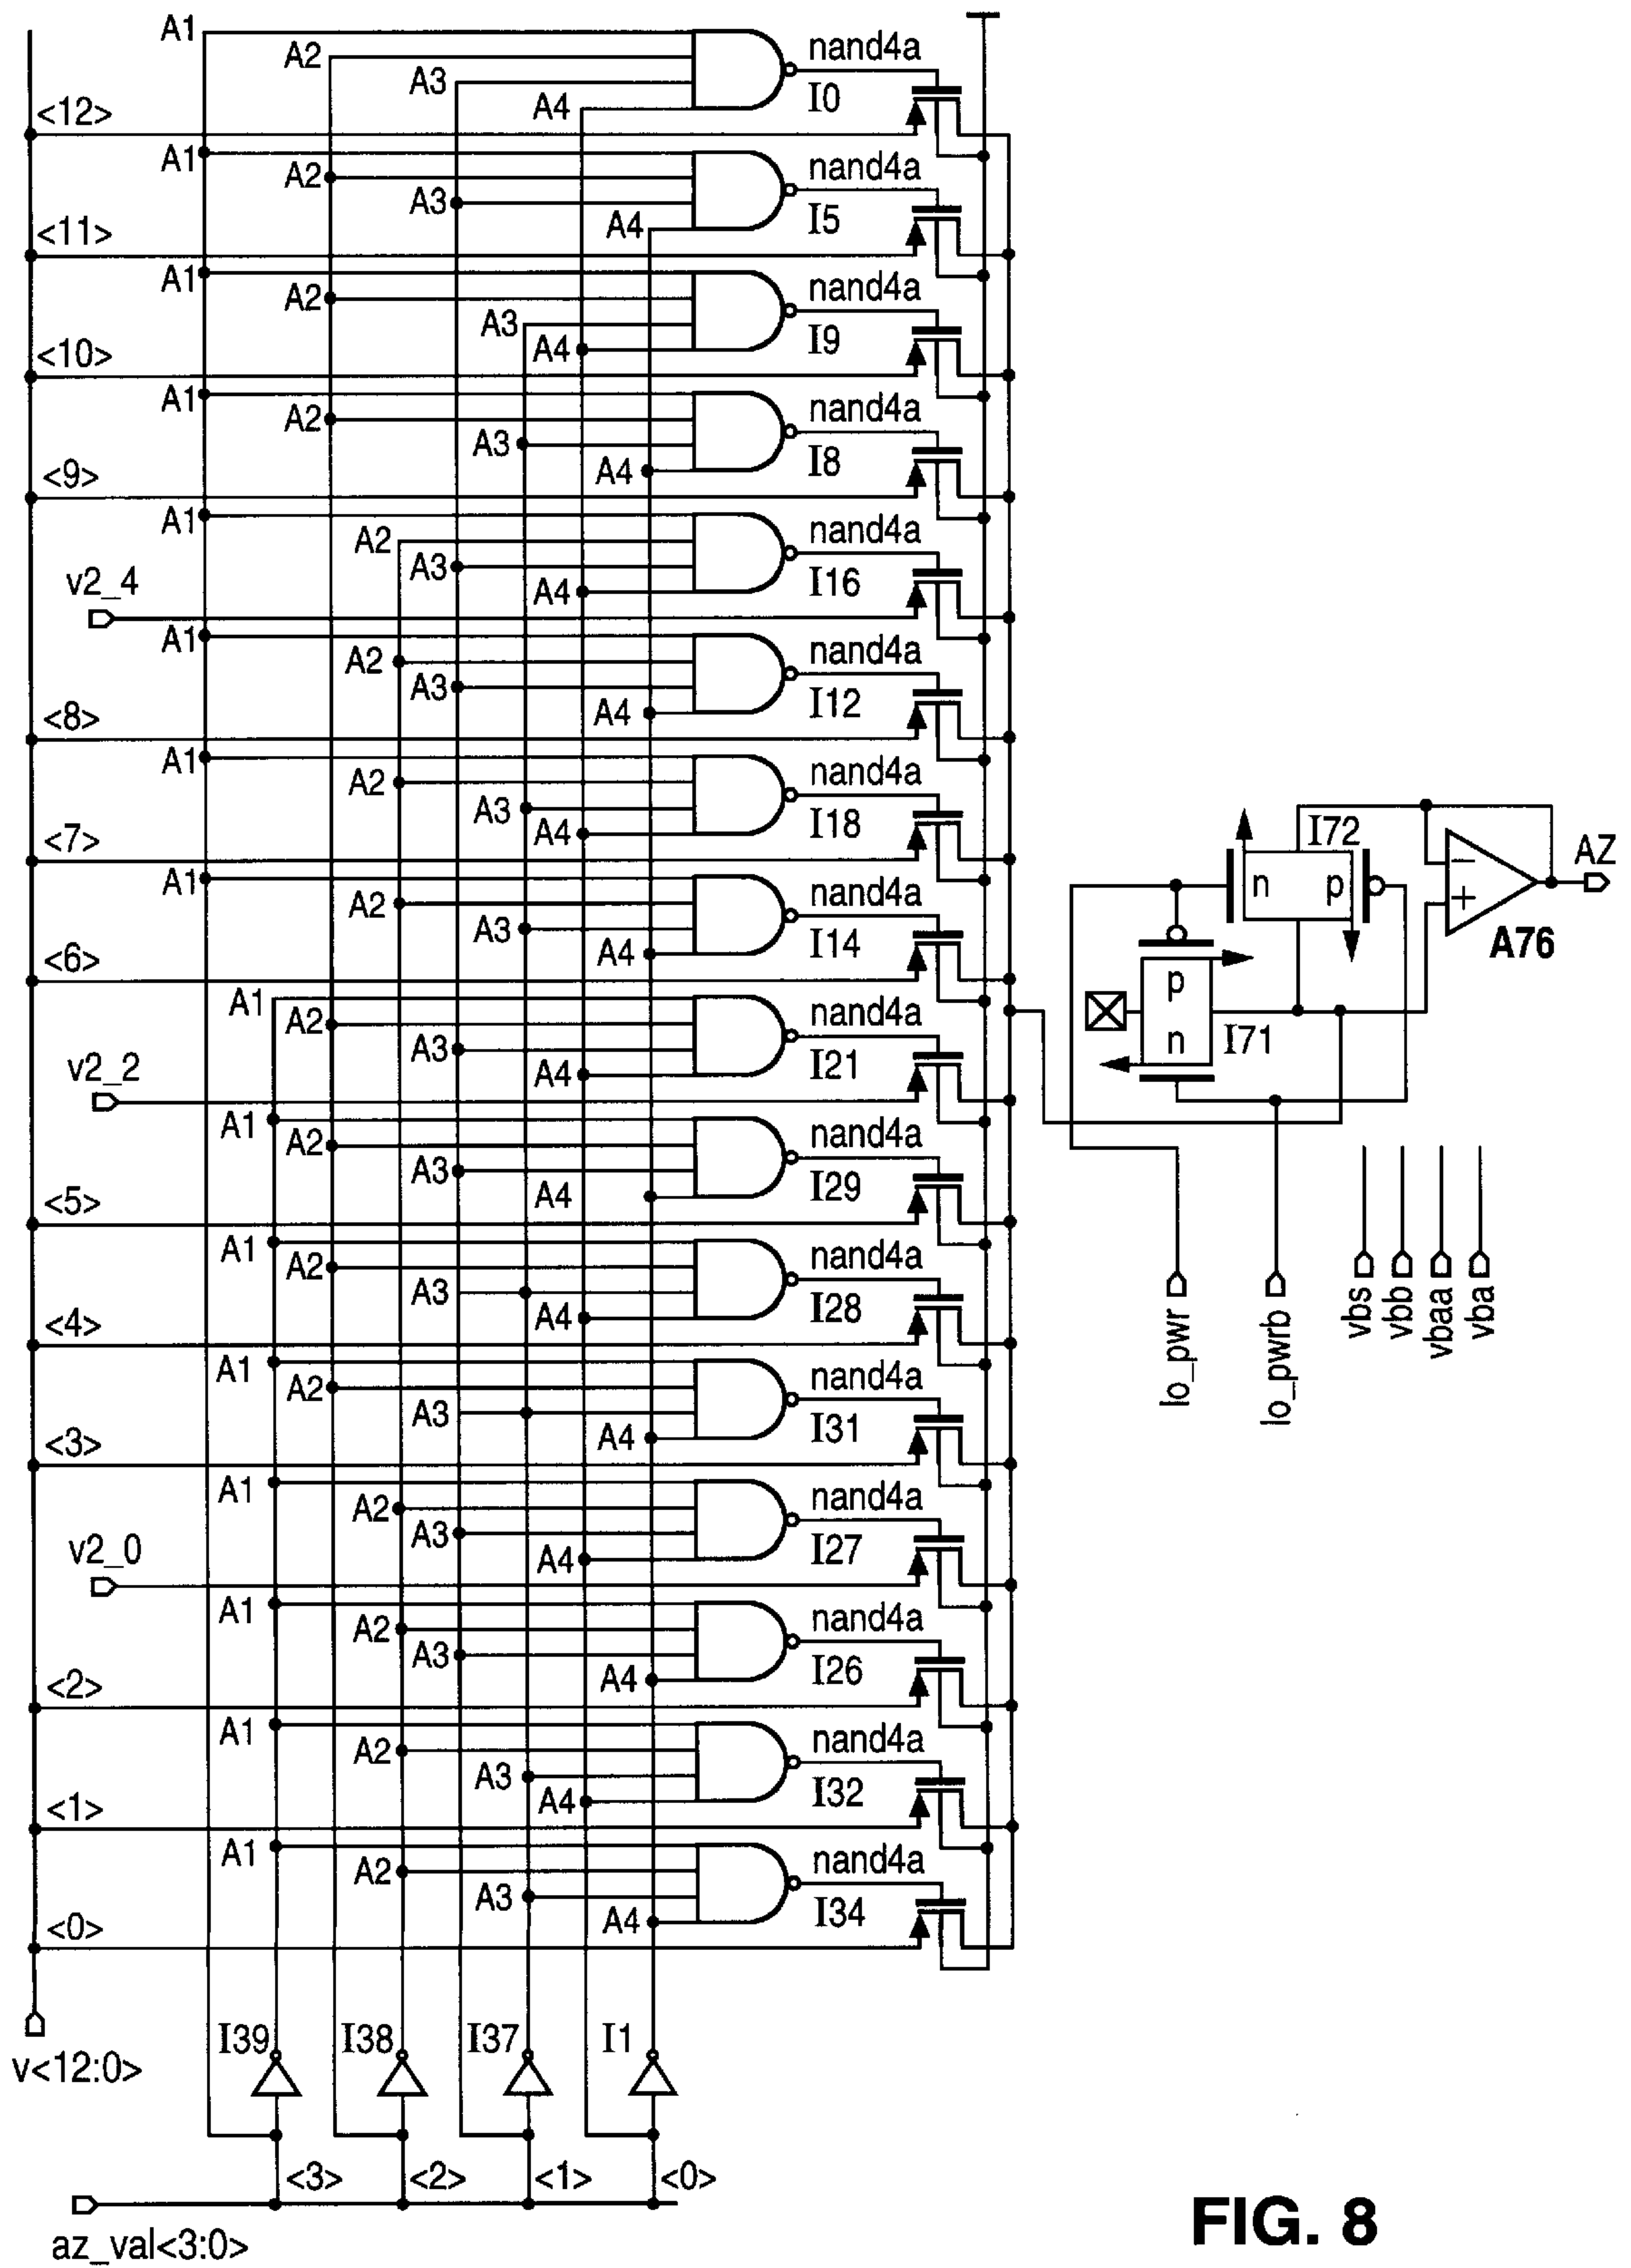 A1
A2
A3
A4
nand4a
I0
<12>
A1
A2
A3
A4
nand4a
I5
<11>
A1
A2
A3
A4
nand4a
I9
<10>
A1
A2
A3
A4
nand4a
I8
<9>
A1
A2
A3
A4
nand4a
I16
v2_4
A1
A2
A3
A4
nand4a
I12
<8>
A1
A2
A3
A4
nand4a
I18
<7>
A1
A2
A3
A4
nand4a
I14
<6>
A1
A2
A3
A4
nand4a
I21
v2_2
A1
A2
A3
A4
nand4a
I29
<5>
A1
A2
A3
A4
nand4a
I28
<4>
A1
A2
A3
A4
nand4a
I31
<3>
A1
A2
A3
A4
nand4a
I27
v2_0
A1
A2
A3
A4
nand4a
I26
<2>
A1
A2
A3
A4
nand4a
I32
<1>
A1
A2
A3
A4
nand4a
I34
<0>
v<12:0>
I39
I38
I37
I1
<3>
<2>
<1>
<0>
az_val<3:0>
I72
n
p
−
+
AZ
A76
p
n
I71
lo_pwr
lo_pwrb
vbs
vbb
vbaa
vba
FIG. 8